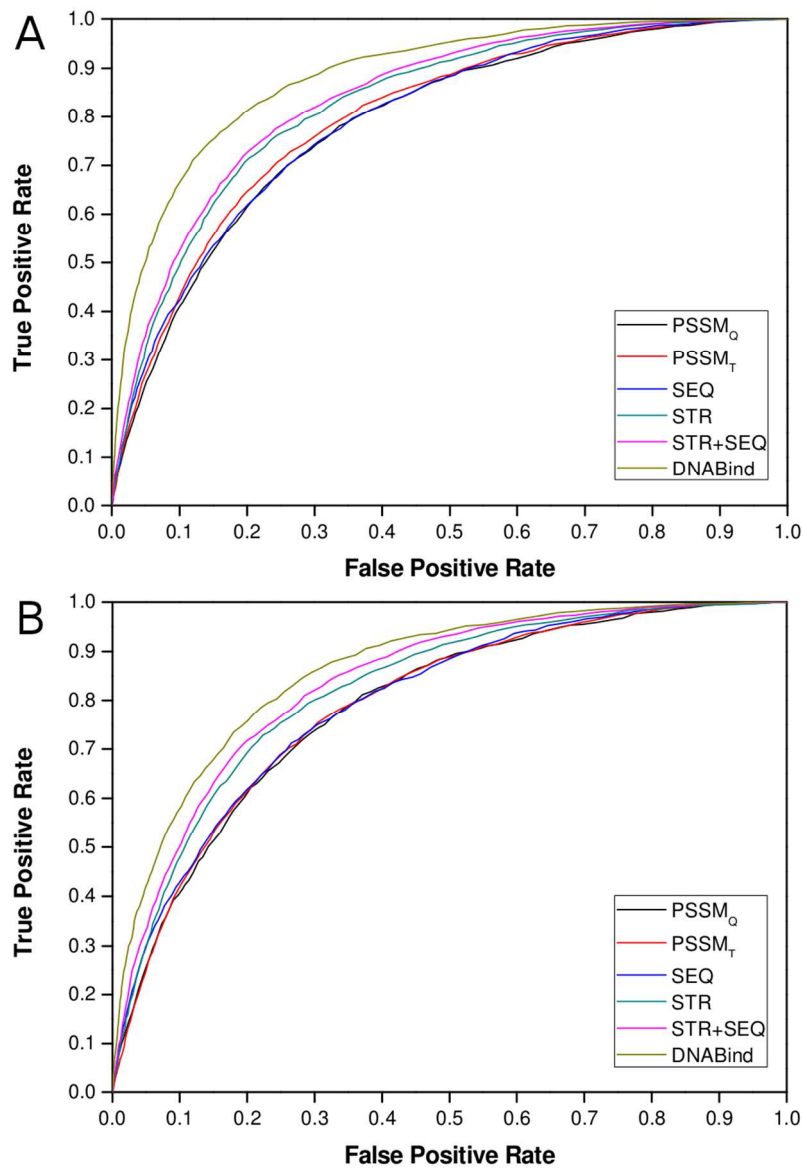 A
1.0
0.9
0.8
0.7
0.6
0.5
0.4
0.3
0.2
0.1
0.0
True Positive Rate
PSSM_Q
PSSM_T
SEQ
STR
STR+SEQ
DNABind
0.0 0.1 0.2 0.3 0.4 0.5 0.6 0.7 0.8 0.9 1.0
False Positive Rate
B
1.0
0.9
0.8
0.7
0.6
0.5
0.4
0.3
0.2
0.1
0.0
True Positive Rate
PSSM_Q
PSSM_T
SEQ
STR
STR+SEQ
DNABind
0.0 0.1 0.2 0.3 0.4 0.5 0.6 0.7 0.8 0.9 1.0
False Positive Rate